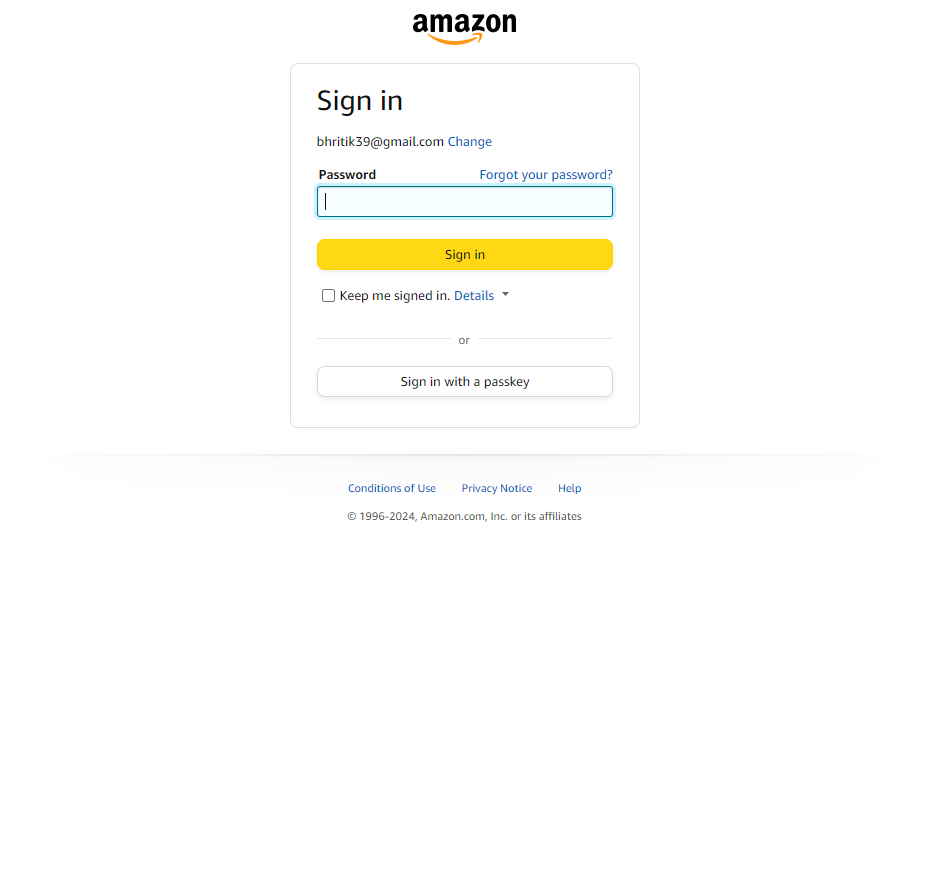 amazon
Sign in
bhritik39@gmail.com Change
Password Forgot your password?
Sign in
Keep me signed in. Details
or
Sign in with a passkey
Conditions of Use Privacy Notice Help
© 1996-2024, Amazon.com, Inc. or its affiliates